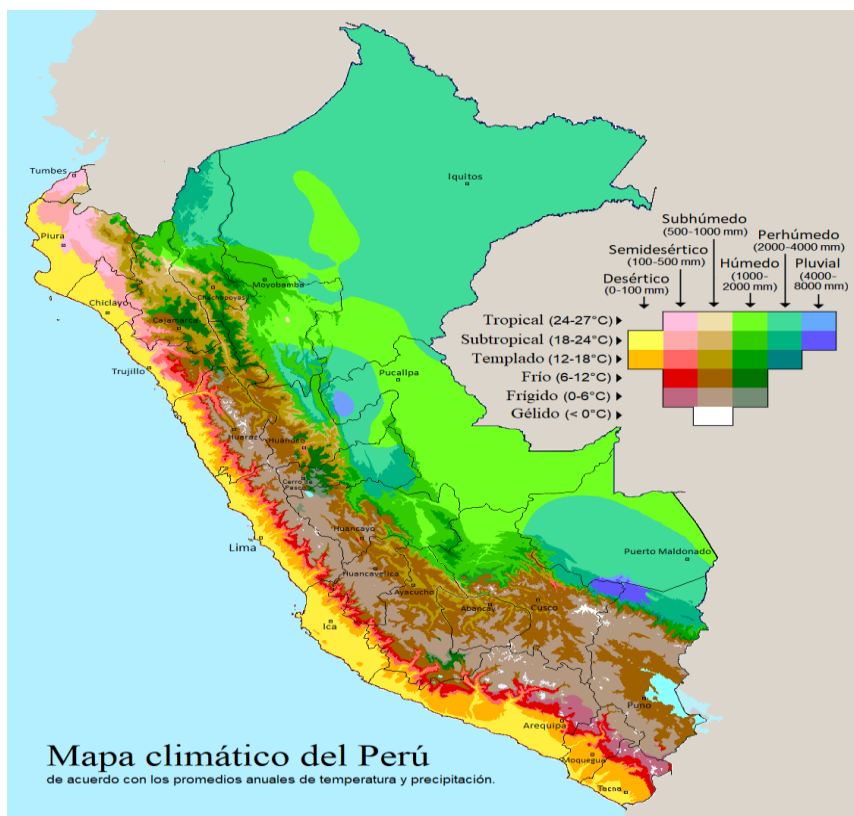 Tumbes
Iquitos
Piura
Subhúmedo
(500-1000 mm)
Semidesértico
(100-500 mm)
Perhúmedo
(2000-4000 mm)
Desértico
(0-100 mm)
Húmedo
(1000-
2000 mm)
Pluvial
(4000-
8000 mm)
Moyobamba
Chachapoyas
Chiclayo
Cajamarca
Tropical (24-27°C)
Subtropical (18-24°C)
Templado (12-18°C)
Frío (6-12°C)
Frígido (0-6°C)
Gélido (< 0°C)
Trujillo
Pucallpa
Huaraz
Huánuco
Cerro de
Pasco
Lima
Huancayo
Puerto Maldonado
Huancavelica
Ayacucho
Abancay
Cusco
Ica
Puno
Arequipa
Moquegua
Tacna
Mapa climático del Perú
de acuerdo con los promedios anuales de temperatura y precipitación.